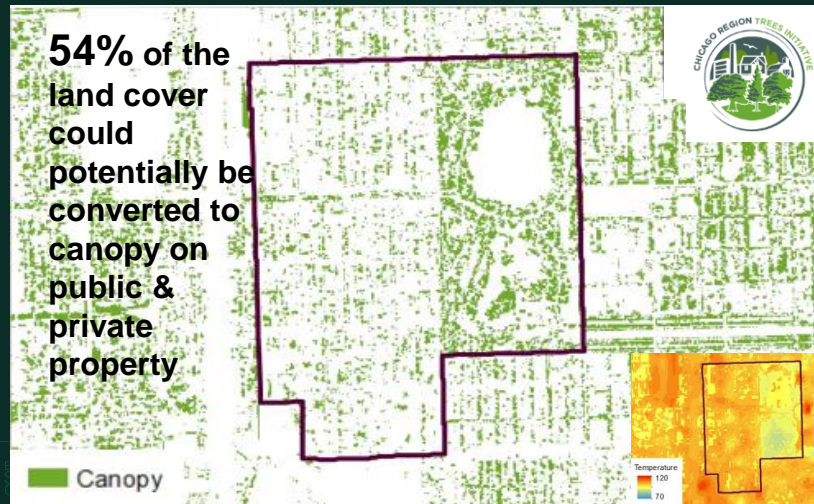 54% of the
land cover
could
potentially be
converted to
canopy on
public &
private
property
CHICAGO REGION TREES INITIATIVE
Canopy
Temperature
120
70